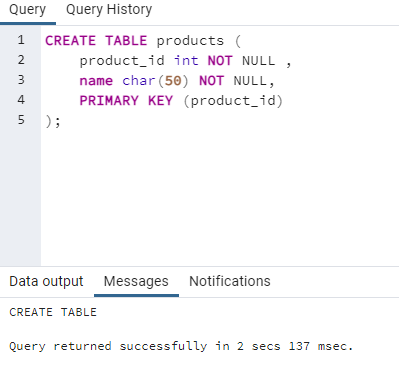 Query Query History
1 CREATE TABLE products (
2 product_id int NOT NULL ,
3 name char(50) NOT NULL,
4 PRIMARY KEY (product_id)
5 );
Data output Messages Notifications
CREATE TABLE
Query returned successfully in 2 secs 137 msec.